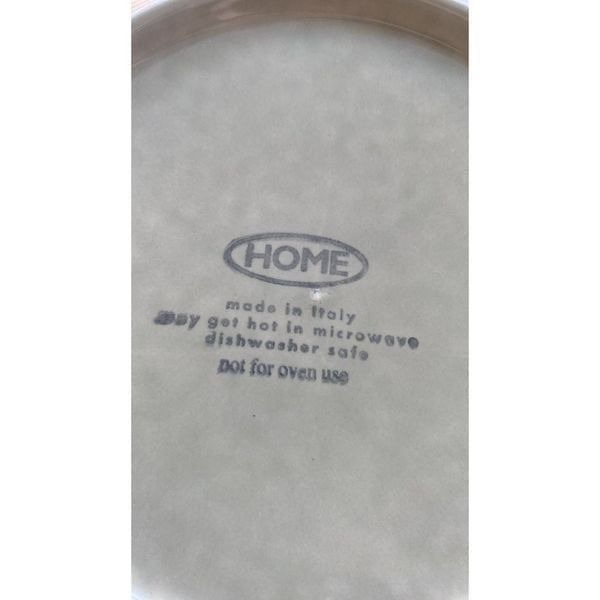 HOME
made in Italy
may get hot in microwave
dishwasher safe
not for oven use